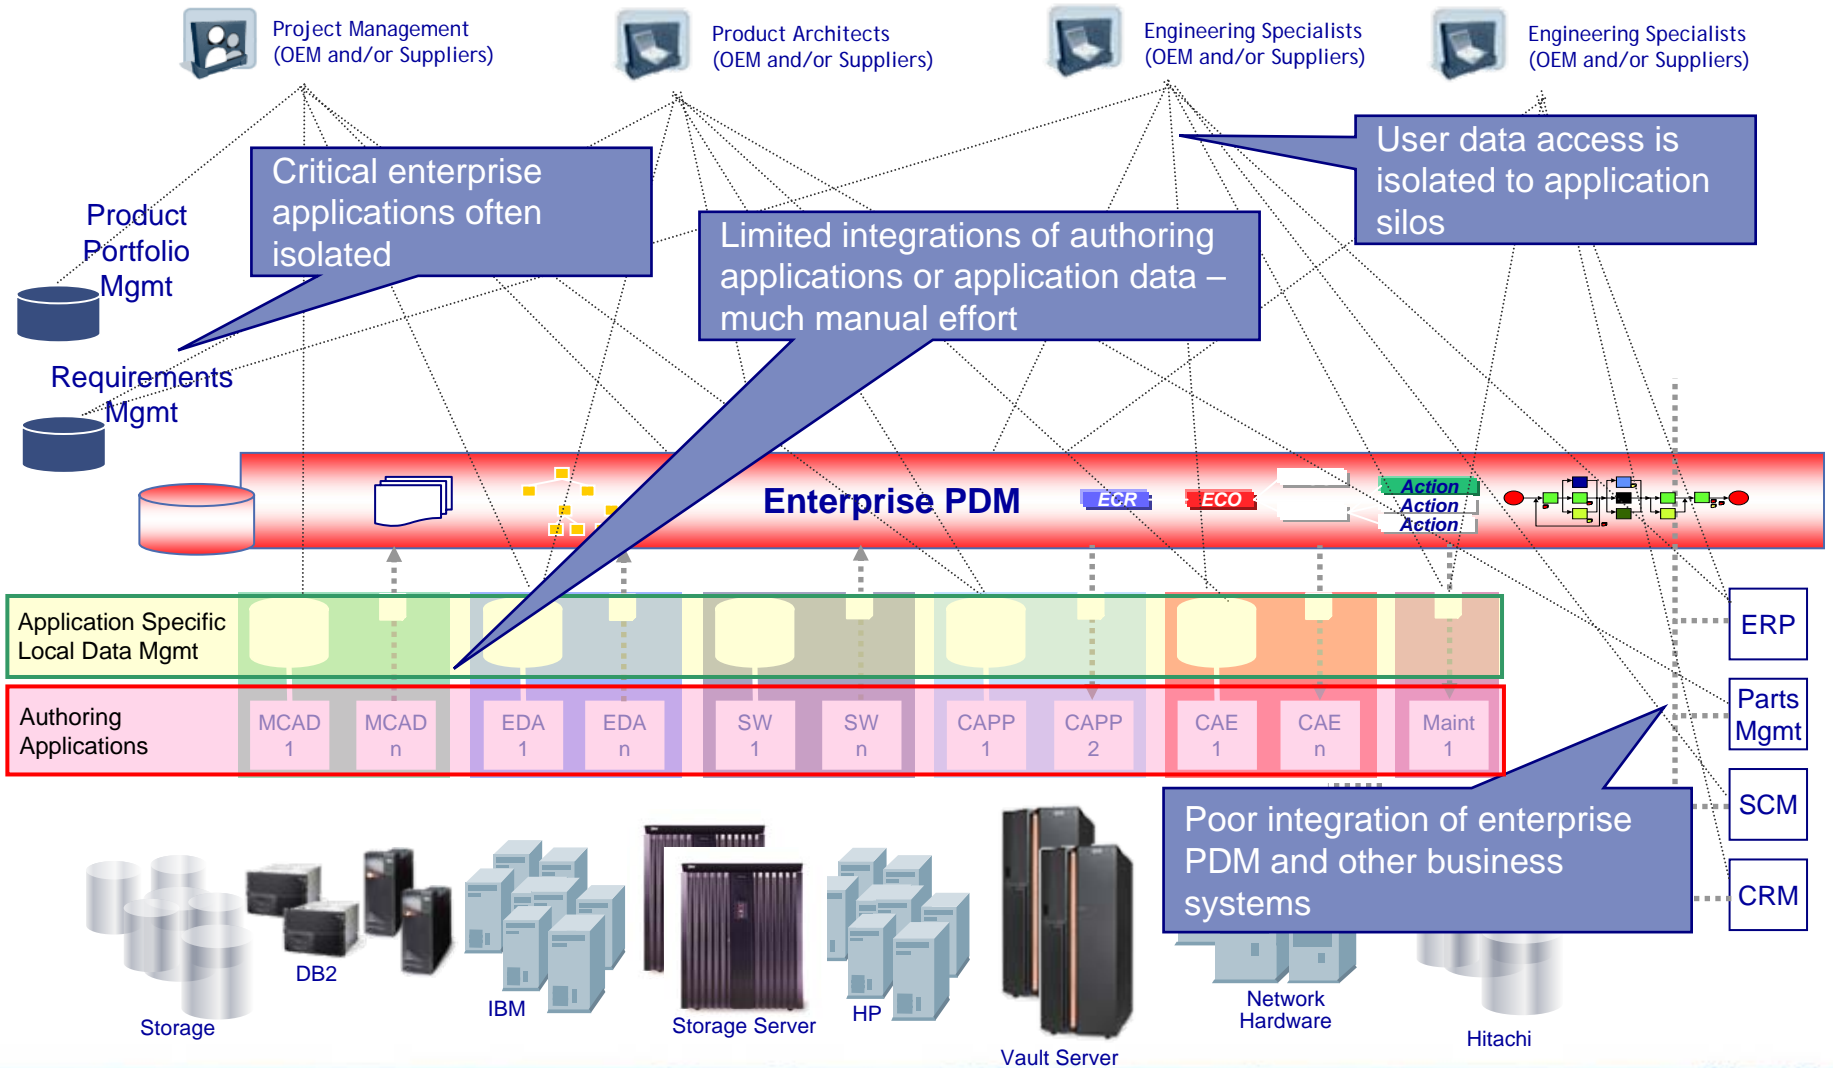 Project Management
(OEM and/or Suppliers)
Product Architects
(OEM and/or Suppliers)
Engineering Specialists
(OEM and/or Suppliers)
Engineering Specialists
(OEM and/or Suppliers)
Critical enterprise
applications often
isolated
User data access is
isolated to application
silos
Limited integrations of authoring
applications or application data –
much manual effort
Product
Portfolio
Mgmt
Requirements
Mgmt
Enterprise PDM
ECR
ECO
Action
Action
Action
Application Specific
Local Data Mgmt
Authoring
Applications
MCAD
1
MCAD
n
EDA
1
EDA
n
SW
1
SW
n
CAPP
1
CAPP
2
CAE
1
CAE
n
Maint
1
ERP
Parts
Mgmt
SCM
CRM
Poor integration of enterprise
PDM and other business
systems
Storage
DB2
IBM
Storage Server
HP
Vault Server
Network
Hardware
Hitachi